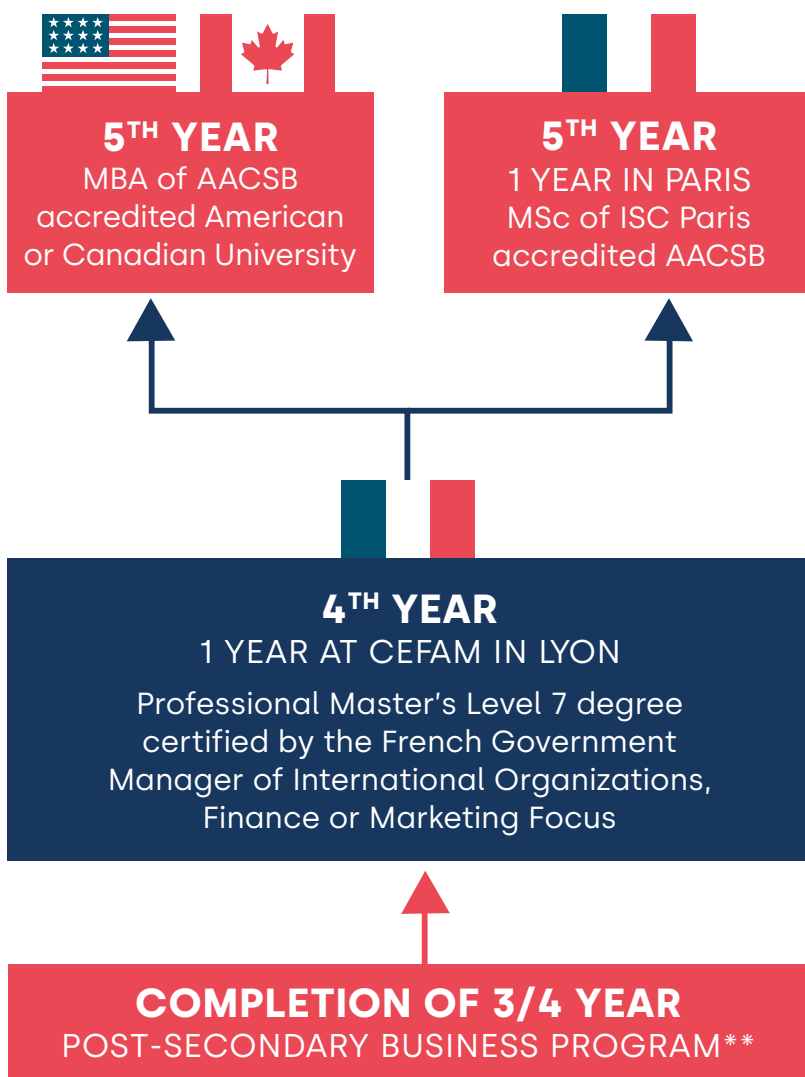 5TH YEAR
MBA of AACSB
accredited American
or Canadian University
5TH YEAR
1 YEAR IN PARIS
MSc of ISC Paris
accredited AACSB
4TH YEAR
1 YEAR AT CEFAM IN LYON
Professional Master’s Level 7 degree
certified by the French Government
Manager of International Organizations,
Finance or Marketing Focus
COMPLETION OF 3/4 YEAR
POST-SECONDARY BUSINESS PROGRAM**